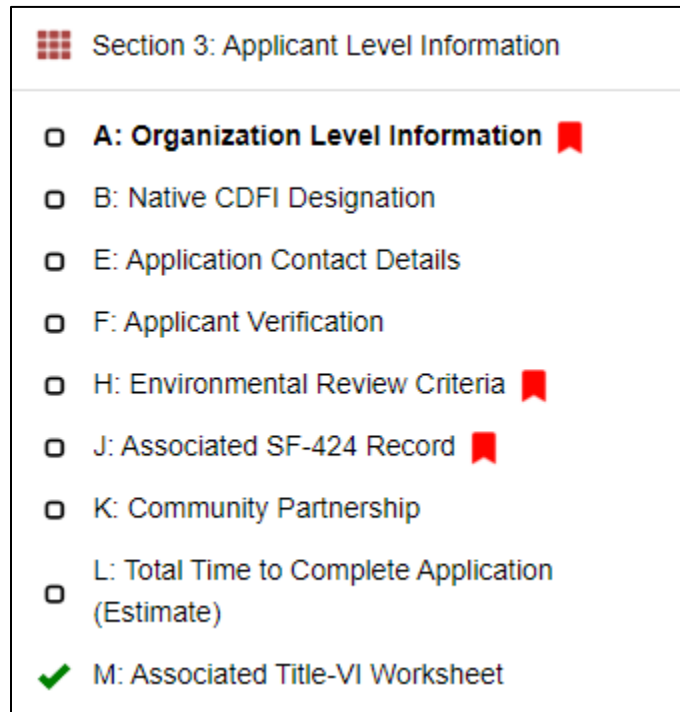 Section 3: Applicant Level Information
A: Organization Level Information
B: Native CDFI Designation
E: Application Contact Details
F: Applicant Verification
H: Environmental Review Criteria
J: Associated SF-424 Record
K: Community Partnership
L: Total Time to Complete Application
(Estimate)
M: Associated Title-VI Worksheet